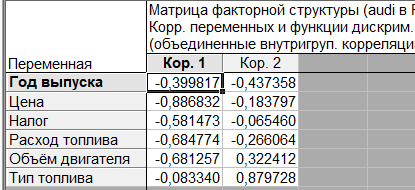 Матрица факторной структуры (audi в
Корр. переменных и функции дискрим.
(объединенные внутригруп. корреляци
Переменная Кор. 1 Кор. 2
Год выпуска -0,399817 -0,437358
Цена -0,886832 -0,183797
Налог -0,581473 -0,065460
Расход топлива -0,684774 -0,266064
Объём двигателя -0,681257 0,322412
Тип топлива -0,083340 0,879728